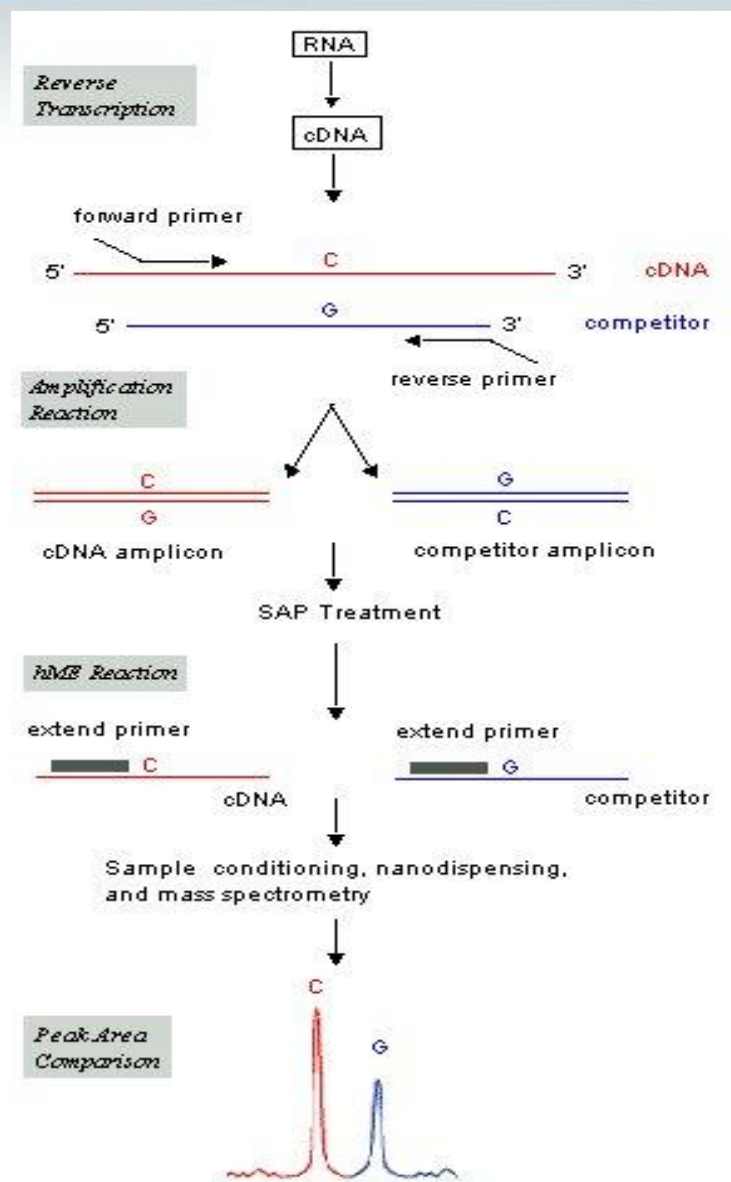 RNA
Reverse
Transcription
cDNA
forward primer
C
5' 3' cDNA
G
5' 3' competitor
reverse primer
Amplification
Reaction
C G
G C
cDNA amplicon competitor amplicon
SAP Treatment
hME Reaction
extend primer extend primer
C G
cDNA competitor
Sample conditioning, nanodispensing,
and mass spectrometry
C
Peak Area
Comparison
G